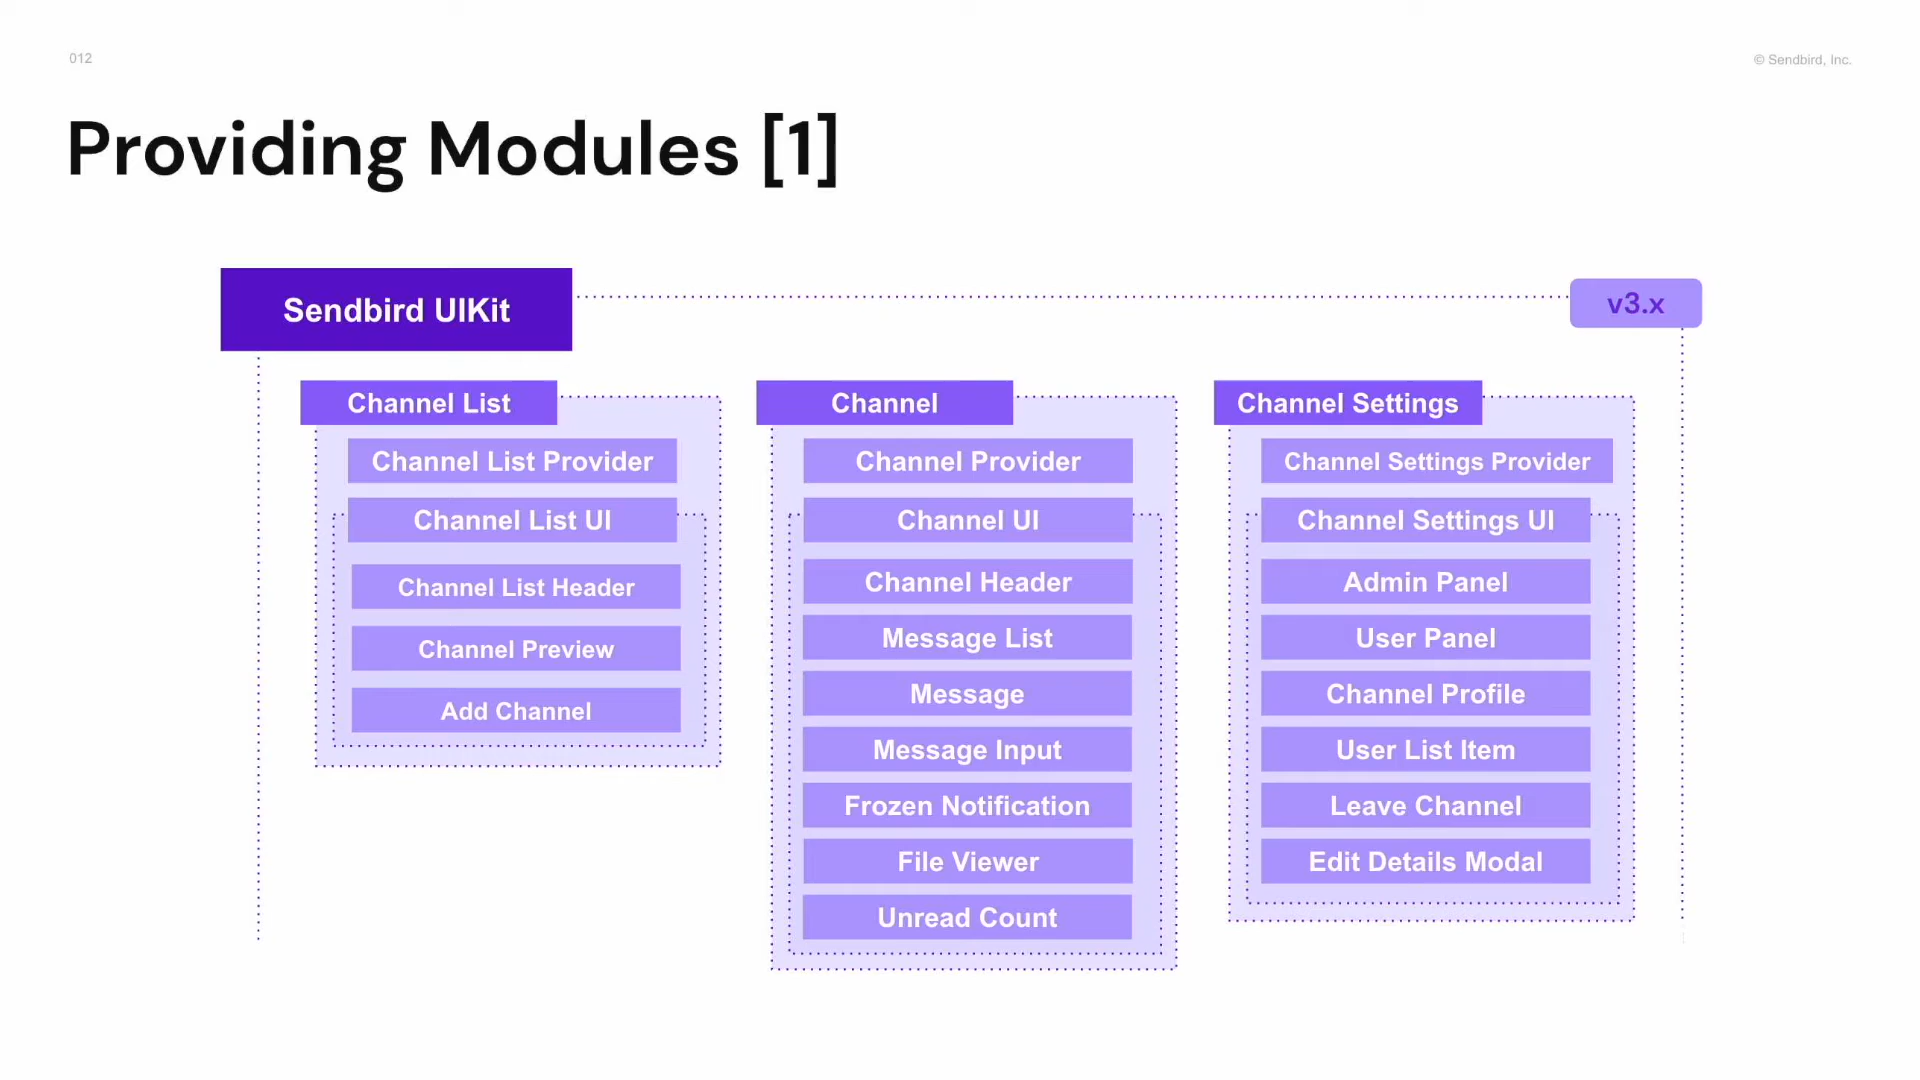 012
© Sendbird, Inc.
Providing Modules [1]
Sendbird UIKit
v3.x
Channel List
Channel List Provider
Channel List UI
Channel List Header
Channel Preview
Add Channel
Channel
Channel Provider
Channel UI
Channel Header
Message List
Message
Message Input
Frozen Notification
File Viewer
Unread Count
Channel Settings
Channel Settings Provider
Channel Settings UI
Admin Panel
User Panel
Channel Profile
User List Item
Leave Channel
Edit Details Modal